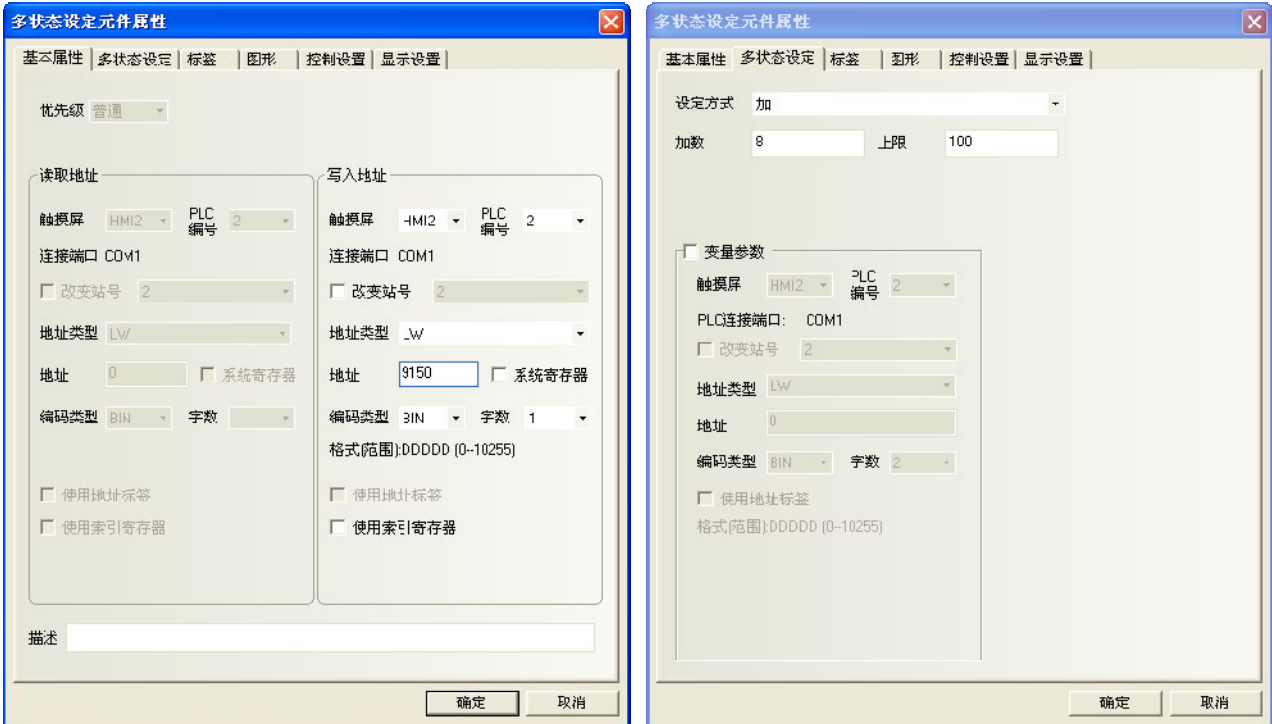 多状态设定元件属性
基本属性 多状态设定 标签 图形 控制设置 显示设置
优先级 普通
读取地址
触摸屏 HMI2 PLC编号 2
连接端口 COM1
改变站号 2
地址类型 LW
地址 0 系统寄存器
编码类型 BIN 字数
使用地址标签
使用索引寄存器
写入地址
触摸屏 HMI2 PLC编号 2
连接端口 COM1
改变站号 2
地址类型 LW
地址 9150 系统寄存器
编码类型 BIN 字数 1
格式(范围):DDDDD (0--10255)
使用地址标签
使用索引寄存器
描述
确定 取消
多状态设定元件属性
基本属性 多状态设定 标签 图形 控制设置 显示设置
设定方式 加
加数 8 上限 100
变量参数
触摸屏 HMI2 PLC编号 2
PLC连接端口: COM1
改变站号 2
地址类型 LW
地址 0
编码类型 BIN 字数 2
使用地址标签
格式(范围):DDDDD (0--10255)
确定 取消